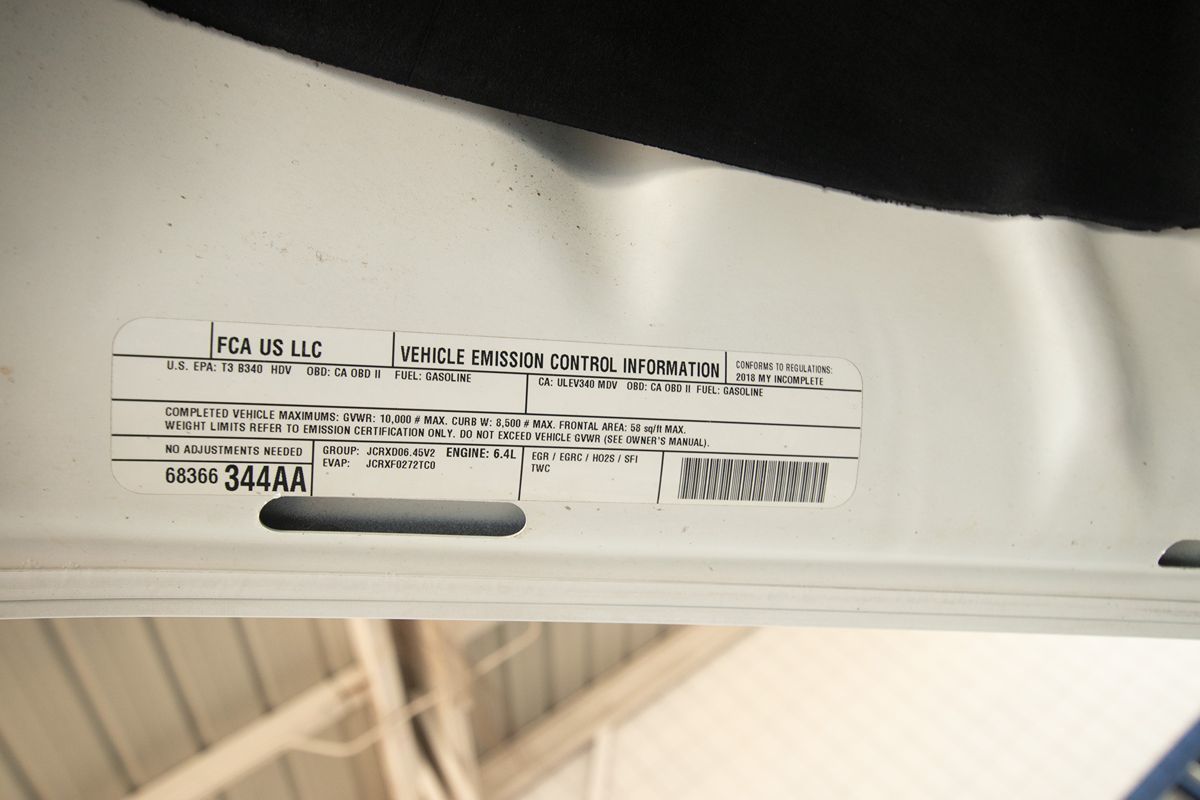 FCA US LLC
VEHICLE EMISSION CONTROL INFORMATION
CONFORMS TO REGULATIONS:
2018 MY INCOMPLETE
U.S. EPA: T3 B340 HDV OBD: CA OBD II FUEL: GASOLINE
CA: ULEV340 MDV OBD: CA OBD II FUEL: GASOLINE
COMPLETED VEHICLE MAXIMUMS: GVWR: 10,000 # MAX. CURB W: 8,500 # MAX. FRONTAL AREA: 58 sq/ft MAX.
WEIGHT LIMITS REFER TO EMISSION CERTIFICATION ONLY. DO NOT EXCEED VEHICLE GVWR (SEE OWNER'S MANUAL).
NO ADJUSTMENTS NEEDED
68366 344AA
GROUP: JCRXD06.45V2 ENGINE: 6.4L
EVAP: JCRXF0272TC0
EGR / EGRC / HO2S / SFI
TWC